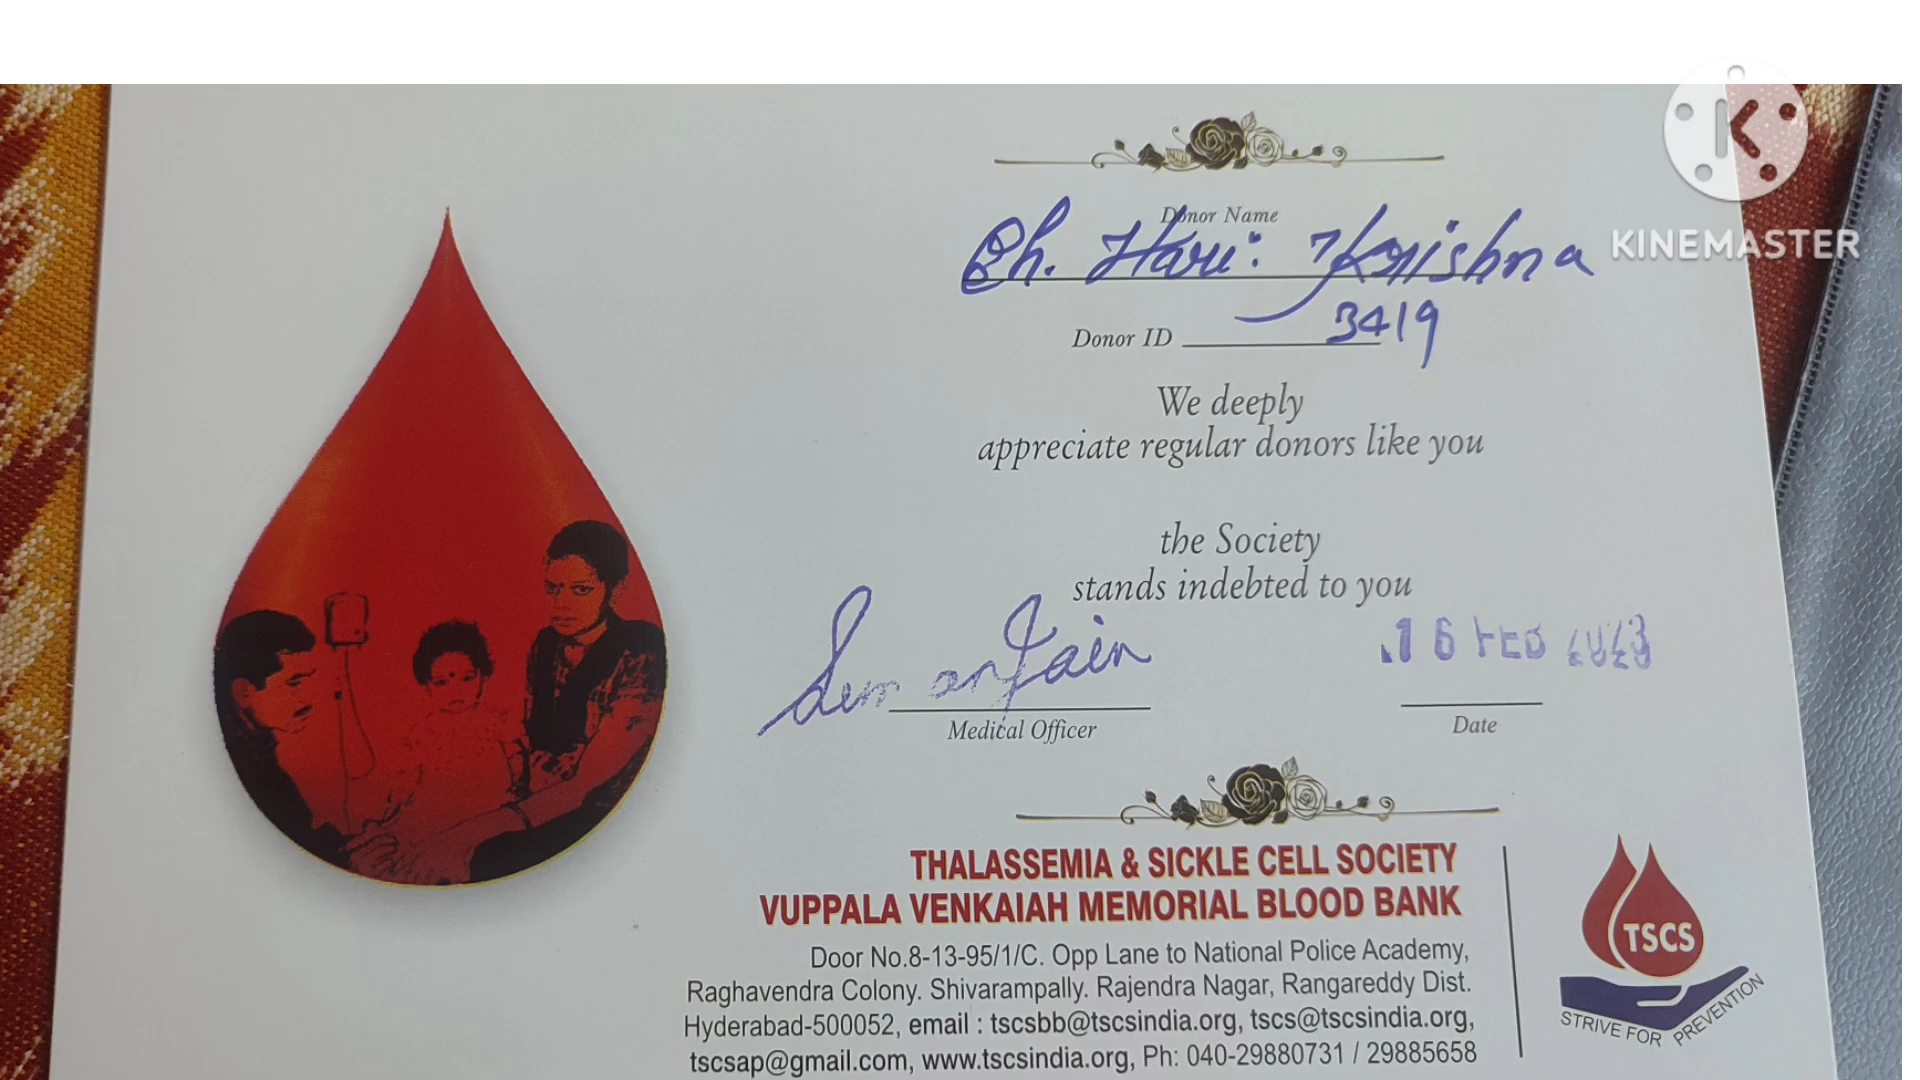 KINEMASTER
Donor Name
Ch. Hari Krishna
Donor ID 3419
We deeply
appreciate regular donors like you
the Society
stands indebted to you
16 FEB 2023
Medical Officer
Date
THALASSEMIA & SICKLE CELL SOCIETY
VUPPALA VENKAIAH MEMORIAL BLOOD BANK
Door No.8-13-95/1/C. Opp Lane to National Police Academy,
Raghavendra Colony. Shivarampally. Rajendra Nagar, Rangareddy Dist.
Hyderabad-500052, email : tscsbb@tscsindia.org, tscs@tscsindia.org,
tscsap@gmail.com, www.tscsindia.org, Ph: 040-29880731 / 29885658
TSCS
STRIVE FOR PREVENTION